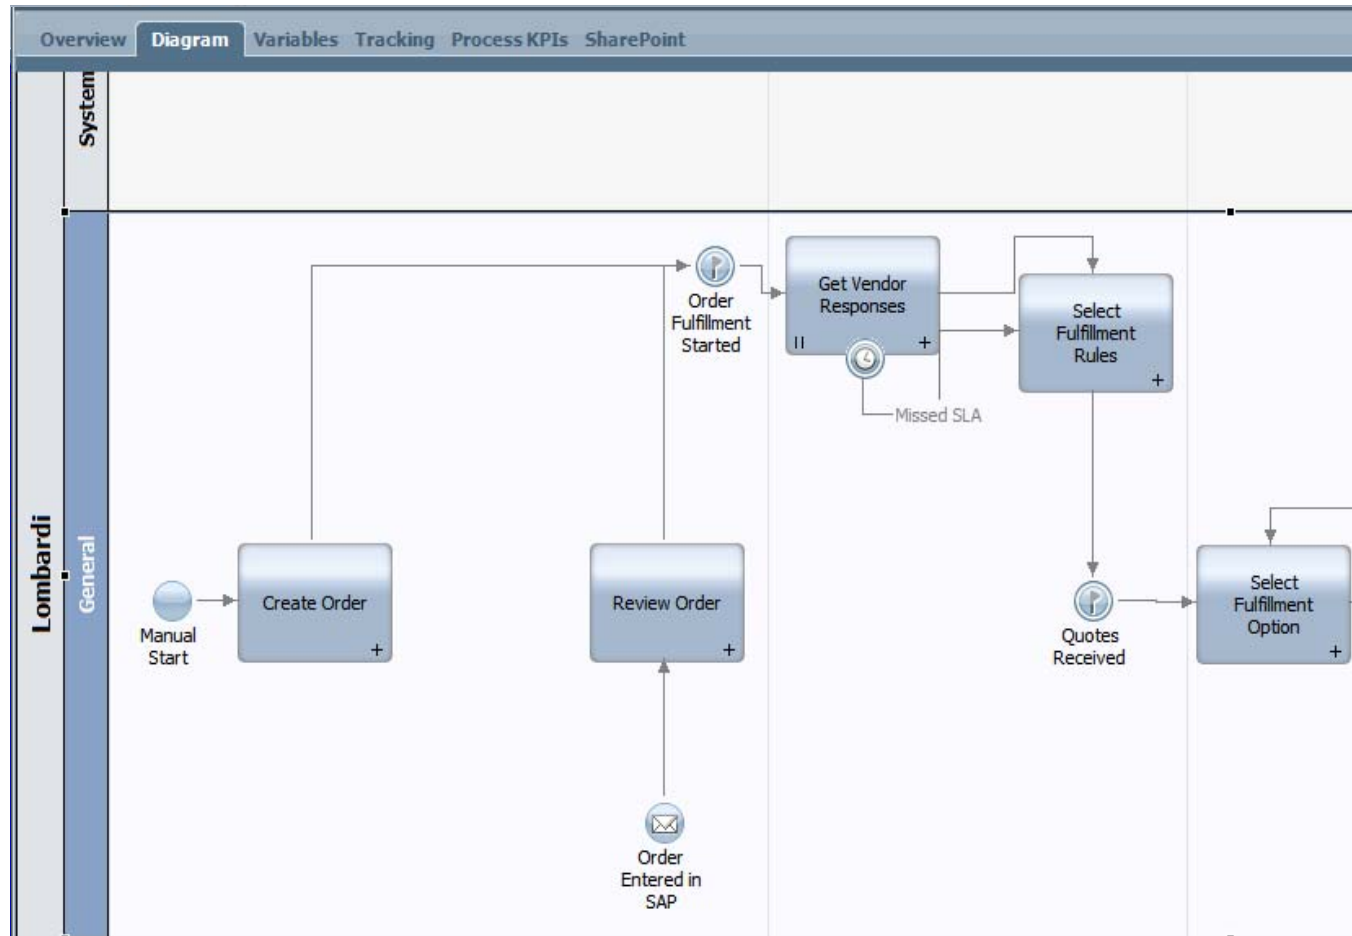 Overview Diagram Variables Tracking Process KPIs SharePoint
System
Lombardi
General
Order
Fulfillment
Started
Get Vendor
Responses
Missed SLA
Select
Fulfillment
Rules
Manual
Start
Create Order
Review Order
Order
Entered in
SAP
Quotes
Received
Select
Fulfillment
Option